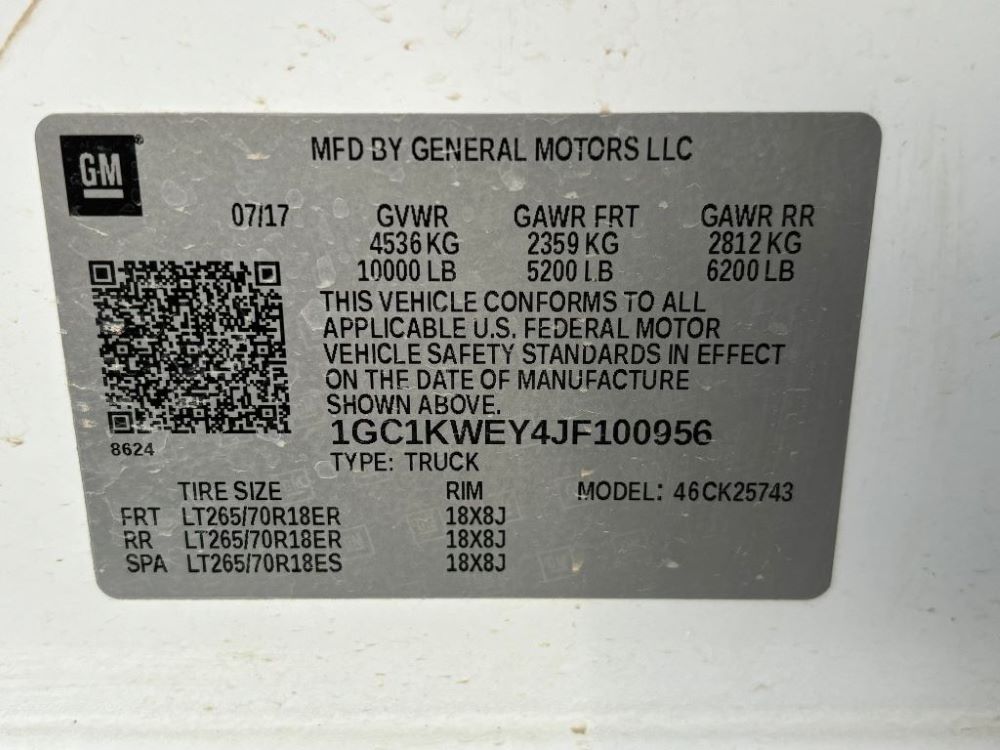 GM
MFD BY GENERAL MOTORS LLC
07/17 GVWR GAWR FRT GAWR RR
4536 KG 2359 KG 2812 KG
10000 LB 5200 LB 6200 LB
THIS VEHICLE CONFORMS TO ALL
APPLICABLE U.S. FEDERAL MOTOR
VEHICLE SAFETY STANDARDS IN EFFECT
ON THE DATE OF MANUFACTURE
SHOWN ABOVE.
8624
1GC1KWEY4JF100956
TYPE: TRUCK
TIRE SIZE RIM MODEL: 46CK25743
FRT LT265/70R18ER 18X8J
RR LT265/70R18ER 18X8J
SPA LT265/70R18ES 18X8J